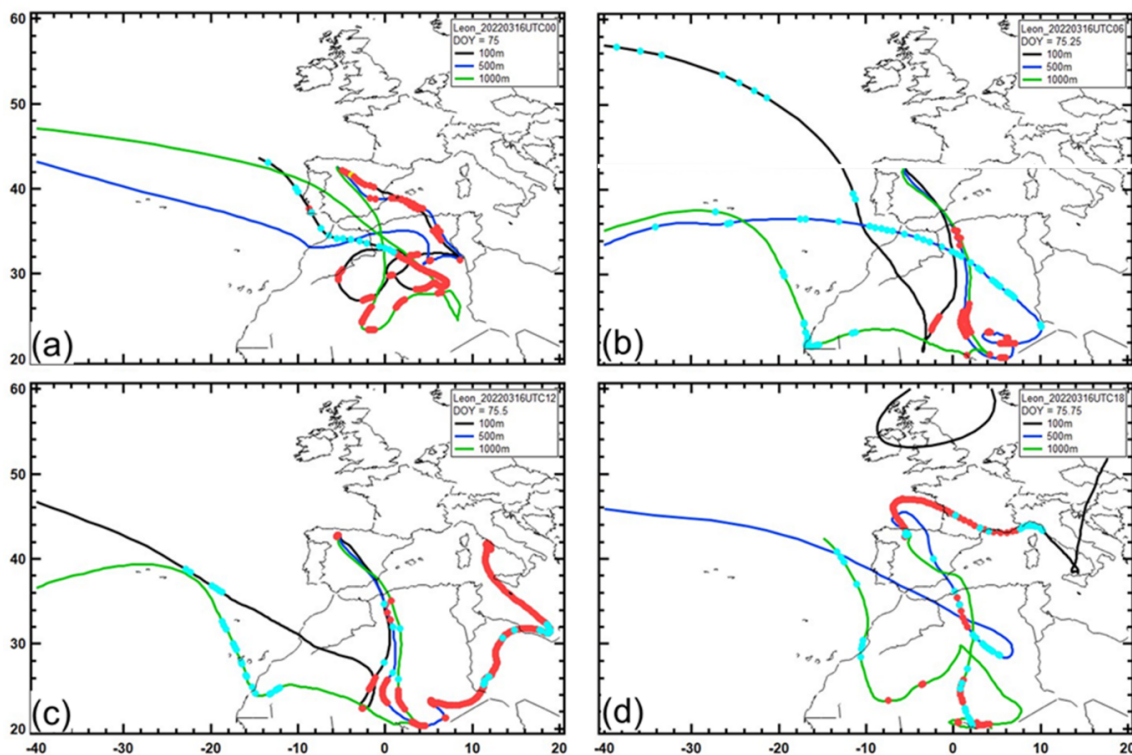 60
50
40
30
20
Leon_20220316UTC00
DOY = 75
100m
500m
1000m
(a)
Leon_20220316UTC06
DOY = 75.25
100m
500m
1000m
(b)
60
50
40
30
20
Leon_20220316UTC12
DOY = 75.5
100m
500m
1000m
(c)
-40 -30 -20 -10 0 10 20
Leon_20220316UTC18
DOY = 75.75
100m
500m
1000m
(d)
-40 -30 -20 -10 0 10 20